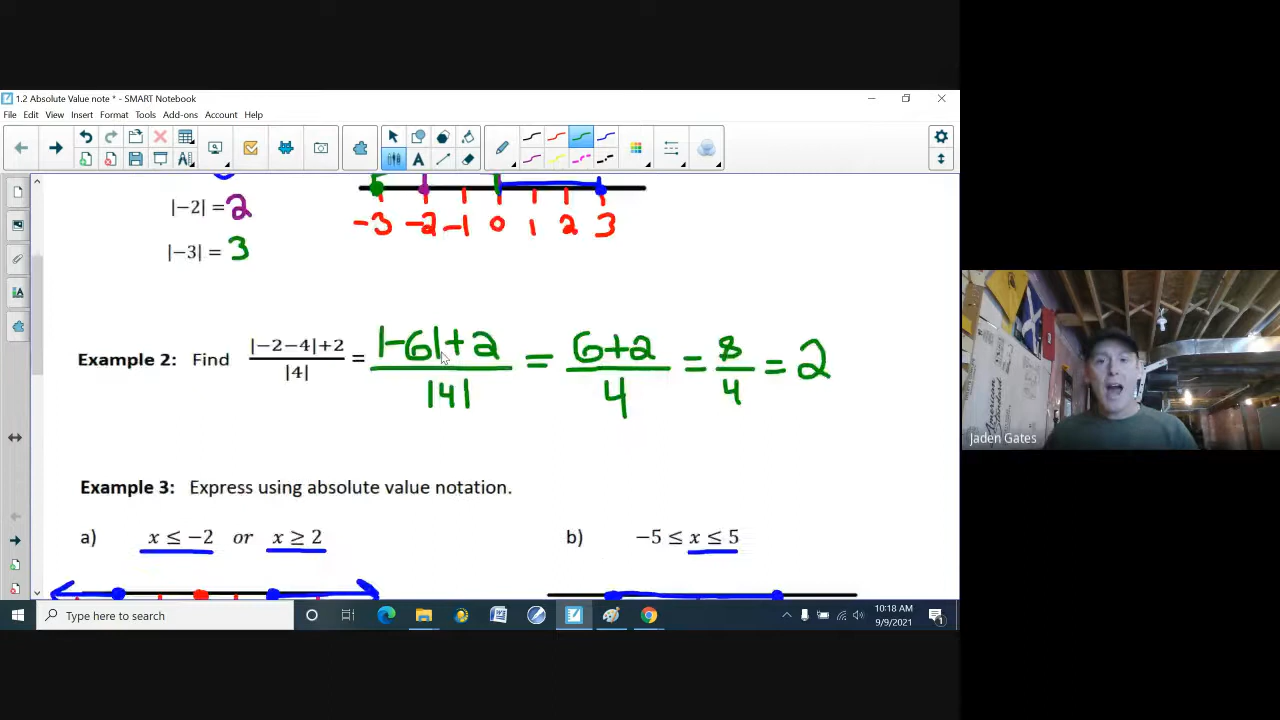 1.2 Absolute Value note * - SMART Notebook
File Edit View Insert Format Tools Add-ons Account Help
|−2| = 2
-3 -2 -1 0 1 2 3
|−3| = 3
Example 2: Find |−2−4|+2 / |4| = |-6|+2 / |4| = 6+2 / 4 = 8 / 4 = 2
Jaden Gates
Example 3: Express using absolute value notation.
a) x ≤ −2 or x ≥ 2 b) −5 ≤ x ≤ 5
Type here to search
10:18 AM
9/9/2021